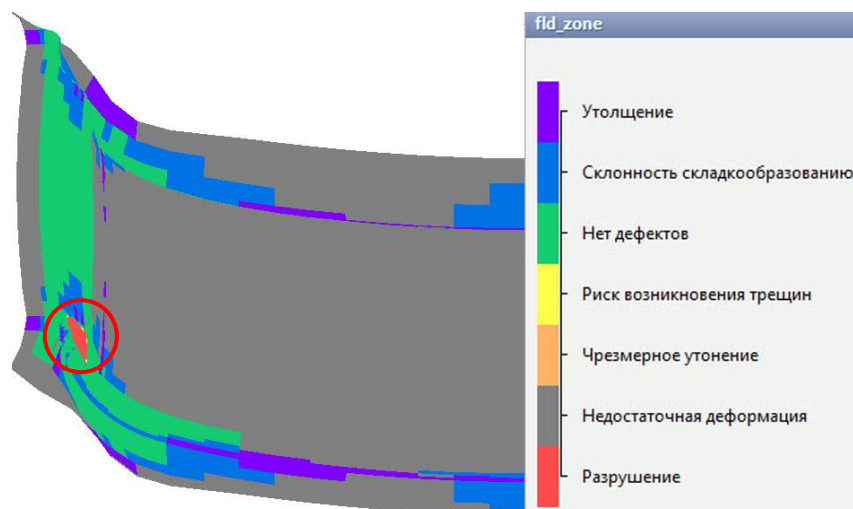 fld_zone
Утолщение
Склонность складкообразованию
Нет дефектов
Риск возникновения трещин
Чрезмерное утонение
Недостаточная деформация
Разрушение